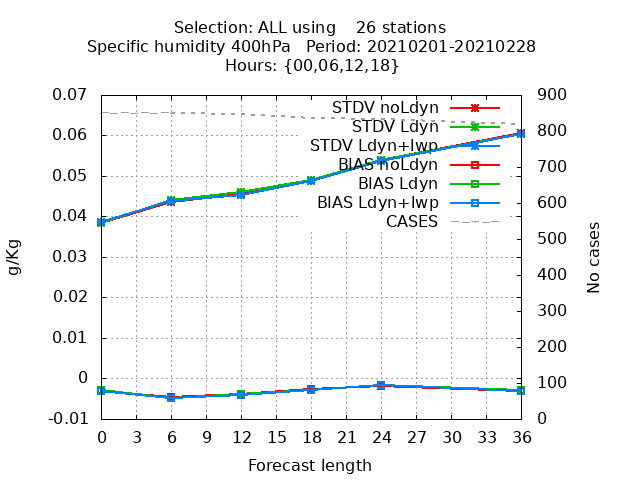 Selection: ALL using    26 stations
Specific humidity 400hPa   Period: 20210201-20210228
Hours: {00,06,12,18}
0.07
0.06
0.05
0.04
0.03
0.02
0.01
0
-0.01
g/Kg
STDV noLdyn
STDV Ldyn
STDV Ldyn+lwp
BIAS noLdyn
BIAS Ldyn
BIAS Ldyn+lwp
CASES
900
800
700
600
500
400
300
200
100
0
No cases
0 3 6 9 12 15 18 21 24 27 30 33 36
Forecast length